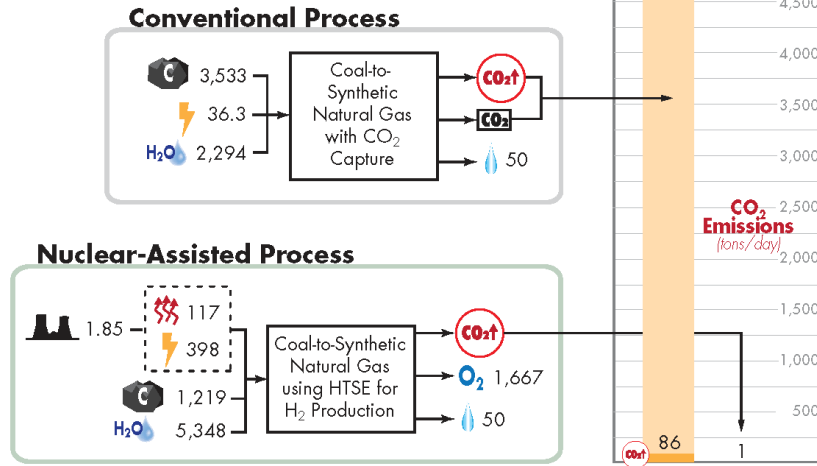 Conventional Process
C 3,533
36.3
H₂O 2,294
Coal-to-
Synthetic
Natural Gas
with CO₂
Capture
CO₂↑
CO₂
50
Nuclear-Assisted Process
1.85
117
398
C 1,219
H₂O 5,348
Coal-to-Synthetic
Natural Gas
using HTSE for
H₂ Production
CO₂↑
O₂ 1,667
50
4,500
4,000
3,500
3,000
2,500
CO₂
Emissions
(tons/day)
2,000
1,500
1,000
500
CO₂↑ 86
1